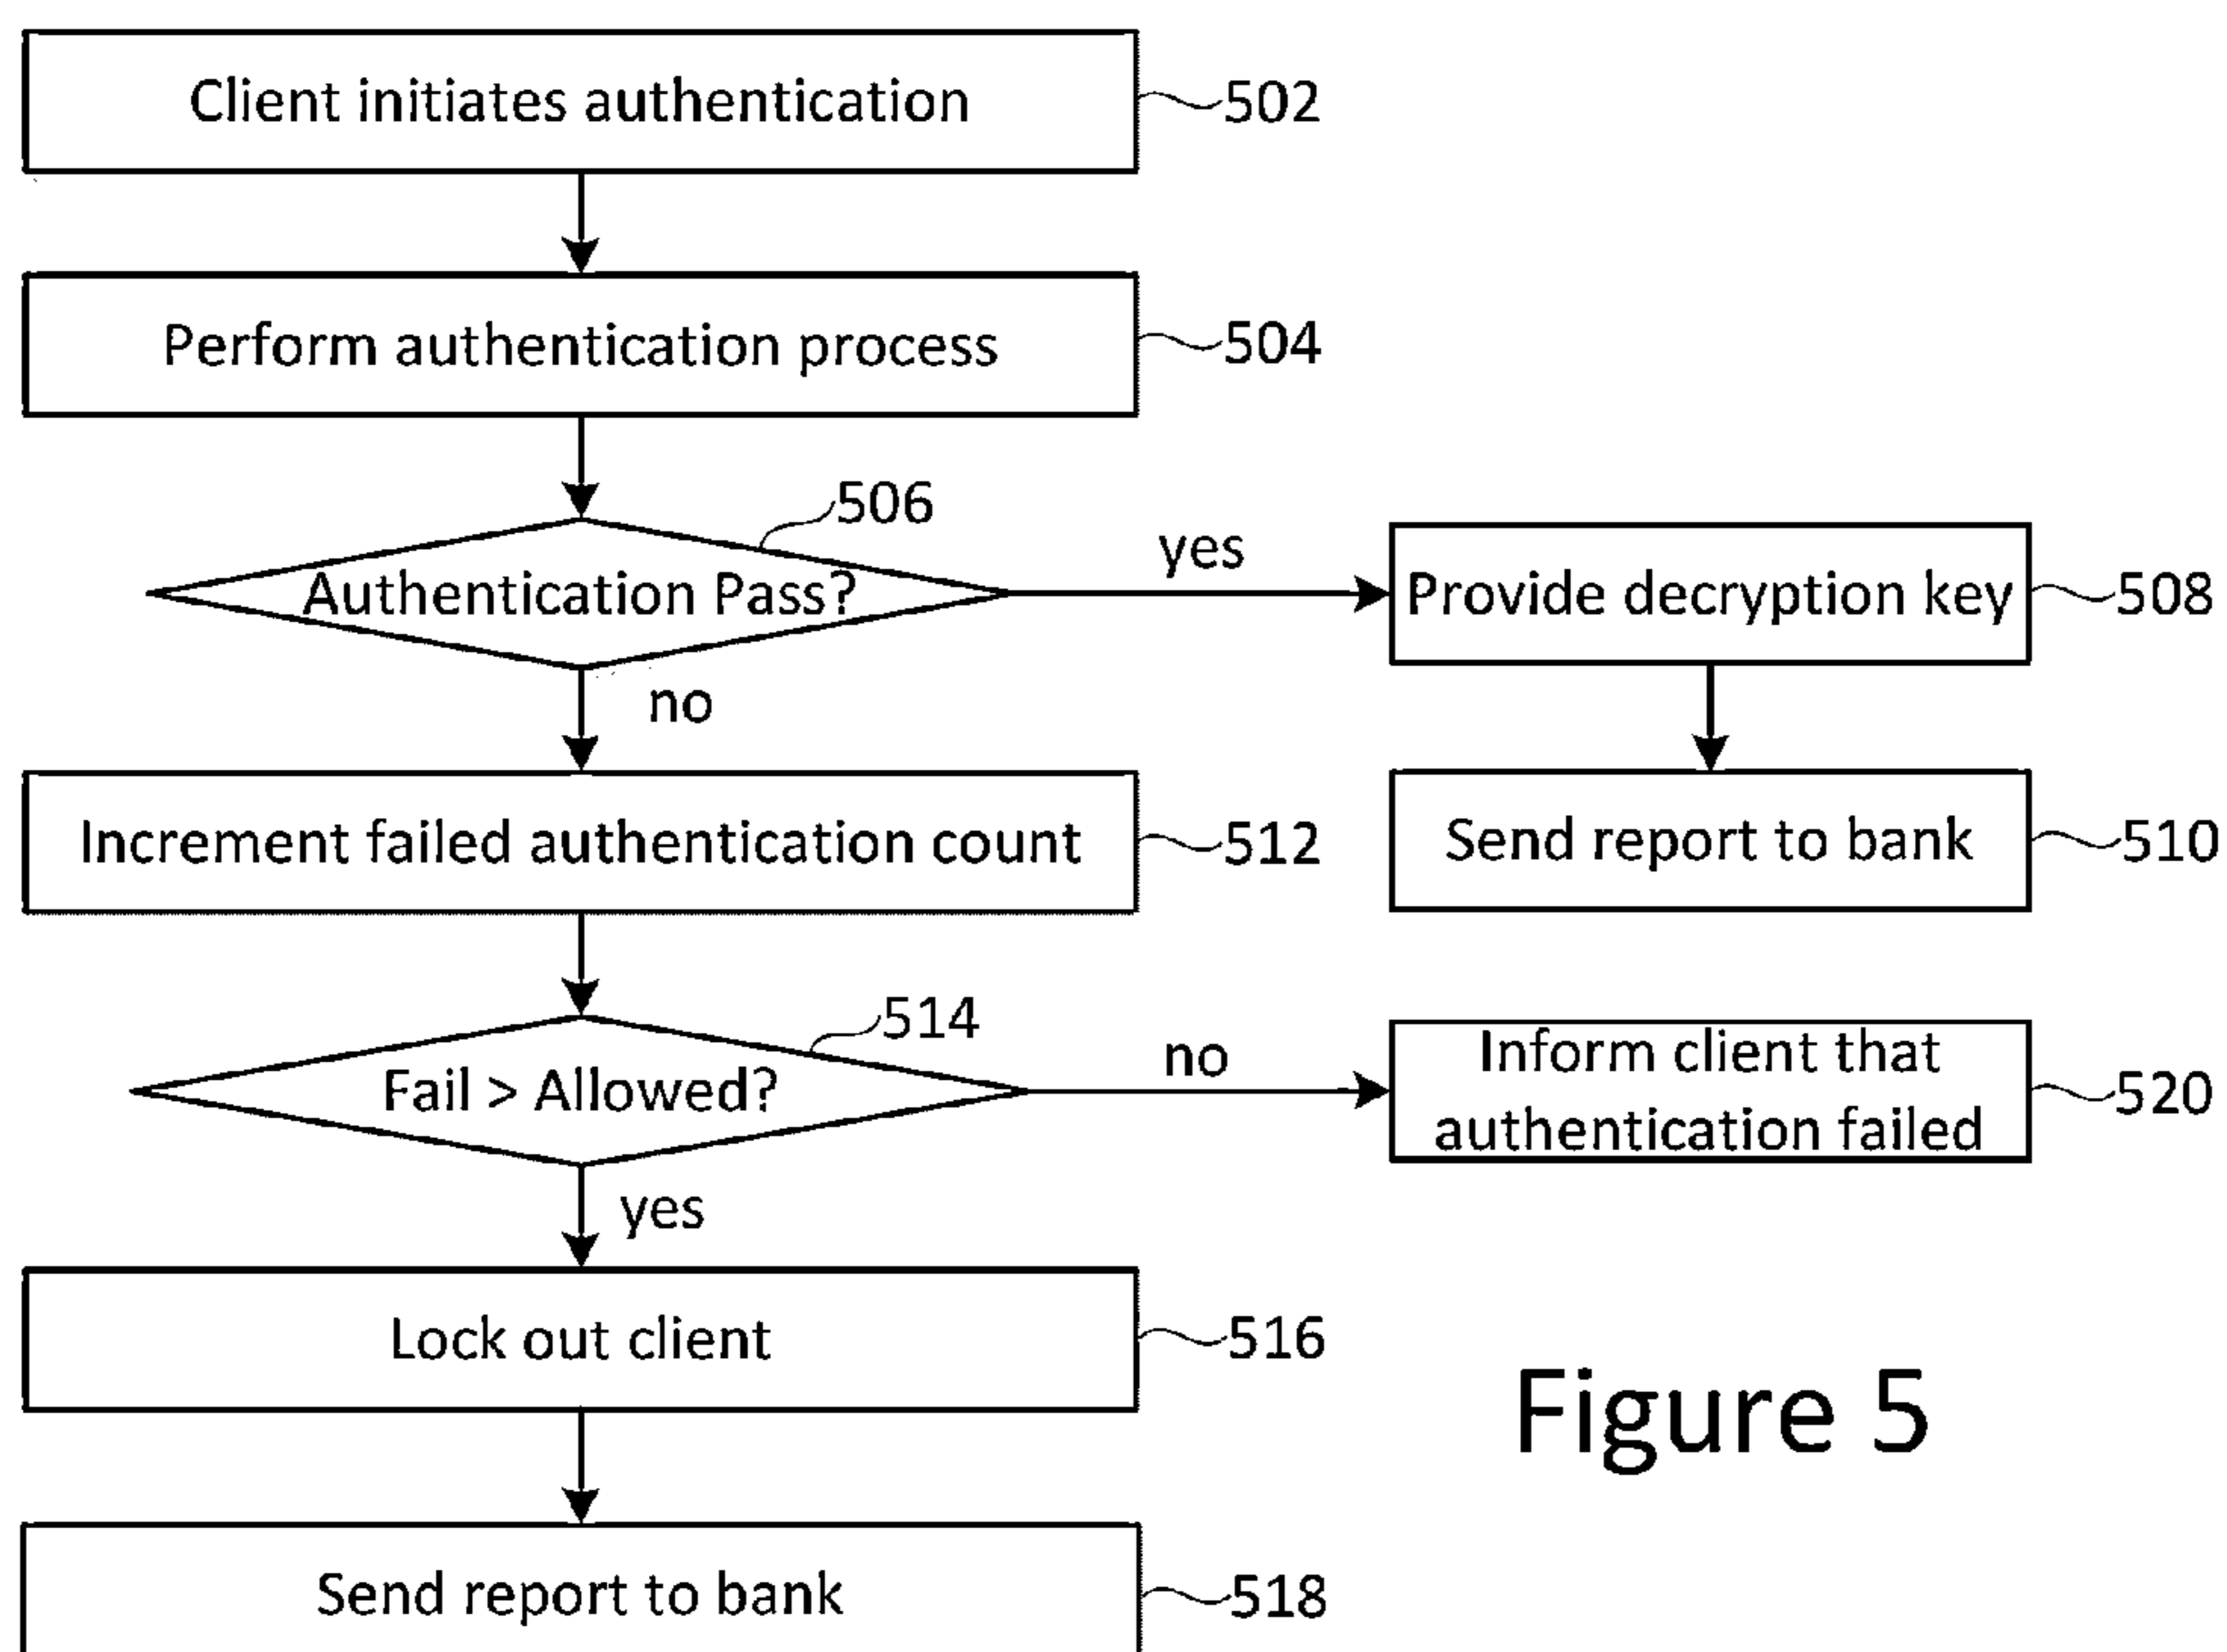 Client initiates authentication
502
Perform authentication process
504
506
Authentication Pass?
yes
Provide decryption key
508
no
Increment failed authentication count
512
Send report to bank
510
514
Fail > Allowed?
no
Inform client that
authentication failed
520
yes
Lock out client
516
Figure 5
Send report to bank
518